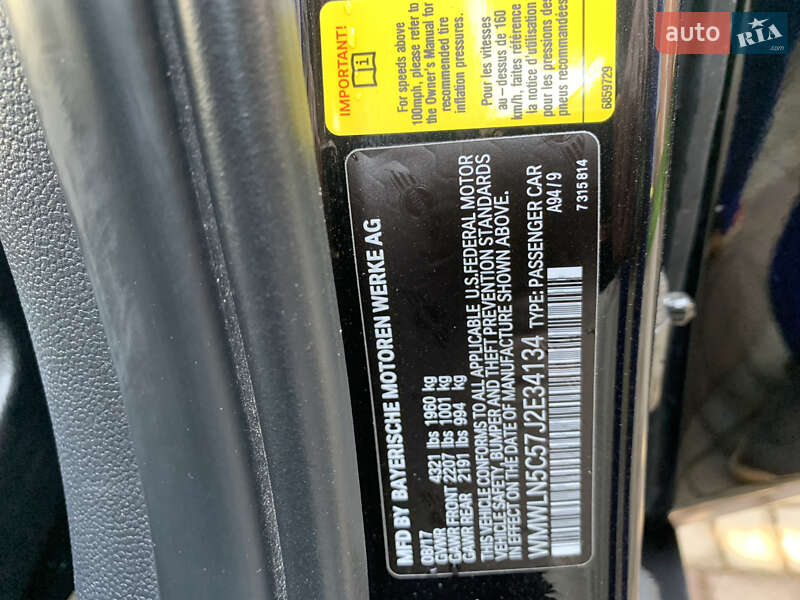 auto RIA.com
IMPORTANT!
For speeds above
100mph, please refer to
the Owner's Manual for
recommended tire
inflation pressures.
Pour les vitesses
au – dessus de 160
km/h, faites référence
la notice d'utilisation
pour les pressions des
pneus recommandées
6859729
MFD BY BAYERISCHE MOTOREN WERKE AG
08/17
GVWR 4321 lbs 1960 kg
GAWR FRONT 2207 lbs 1001 kg
GAWR REAR 2191 lbs 994 kg
THIS VEHICLE CONFORMS TO ALL APPLICABLE U.S. FEDERAL MOTOR
VEHICLE SAFETY, BUMPER AND THEFT PREVENTION STANDARDS
IN EFFECT ON THE DATE OF MANUFACTURE SHOWN ABOVE.
WMWLN5C57J2E34134 TYPE: PASSENGER CAR
A94/9
7315814